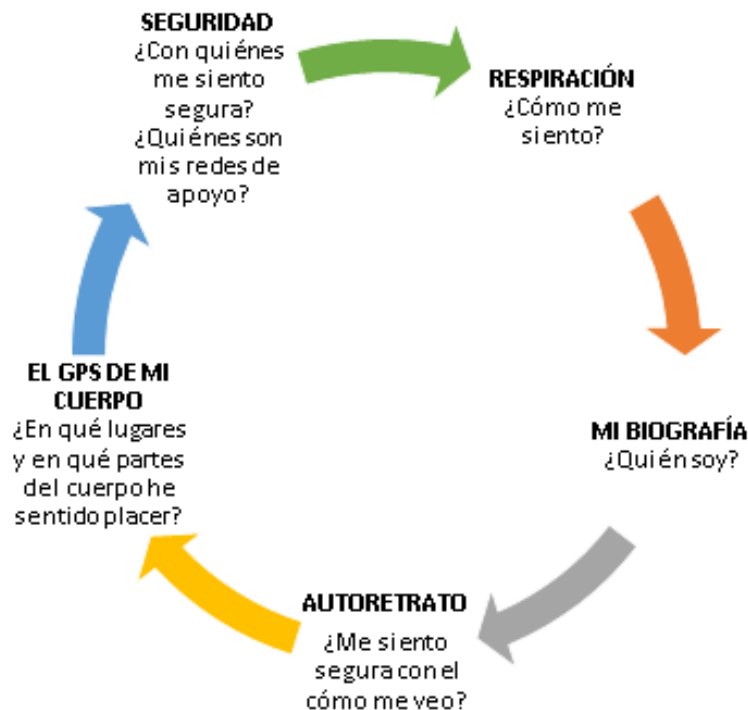 SEGURIDAD
¿Con quiénes
me siento
segura?
¿Quiénes son
mis redes de
apoyo?
RESPIRACIÓN
¿Cómo me
siento?
MI BIOGRAFÍA
¿Quién soy?
AUTORETRATO
¿Me siento
segura con el
cómo me veo?
EL GPS DE MI
CUERPO
¿En qué lugares
y en qué partes
del cuerpo he
sentido placer?